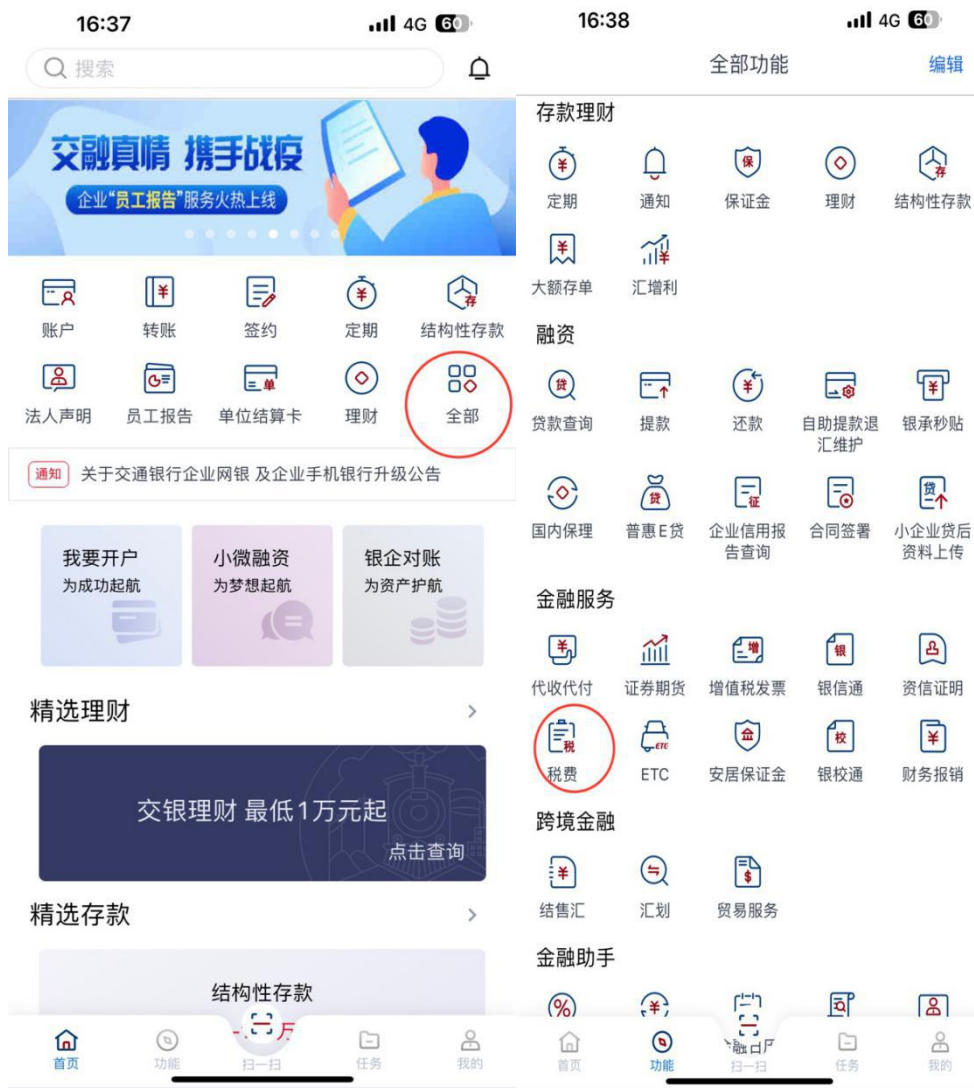 16:37
4G 60
搜索
交融真情 携手战疫
企业“员工报告”服务火热上线
账户 转账 签约 定期 结构性存款
法人声明 员工报告 单位结算卡 理财 全部
通知 关于交通银行企业网银 及企业手机银行升级公告
我要开户 小微融资 银企对账
为成功起航 为梦想起航 为资产护航
精选理财
交银理财 最低1万元起
点击查询
精选存款
结构性存款
万
首页 功能 扫一扫 任务 我的
16:38
4G 60
全部功能 编辑
存款理财
定期 通知 保证金 理财 结构性存款
大额存单 汇增利
融资
贷款查询 提款 还款 自助提款退汇维护 银承秒贴
国内保理 普惠E贷 企业信用报告查询 合同签署 小企业贷后资料上传
金融服务
代收代付 证券期货 增值税发票 银信通 资信证明
税费 ETC 安居保证金 银校通 财务报销
跨境金融
结售汇 汇划 贸易服务
金融助手
首页 功能 扫一扫 任务 我的